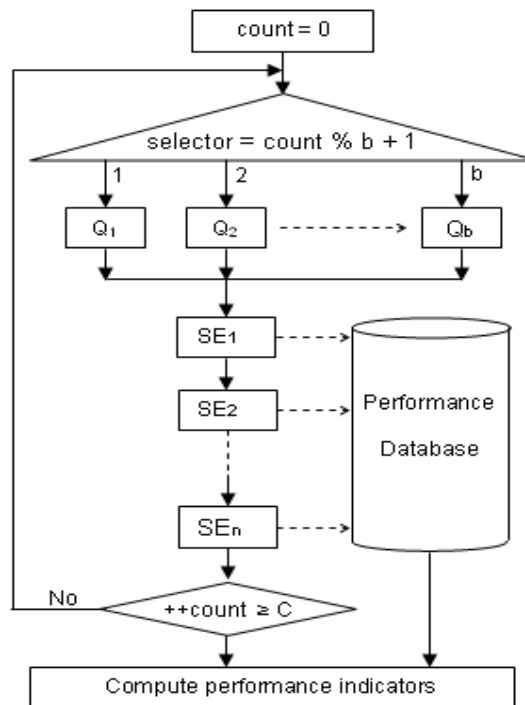 count = 0
selector = count % b + 1
1
2
b
Q₁
Q₂
Q_b
SE₁
SE₂
SEₙ
Performance
Database
No
++count ≥ C
Compute performance indicators